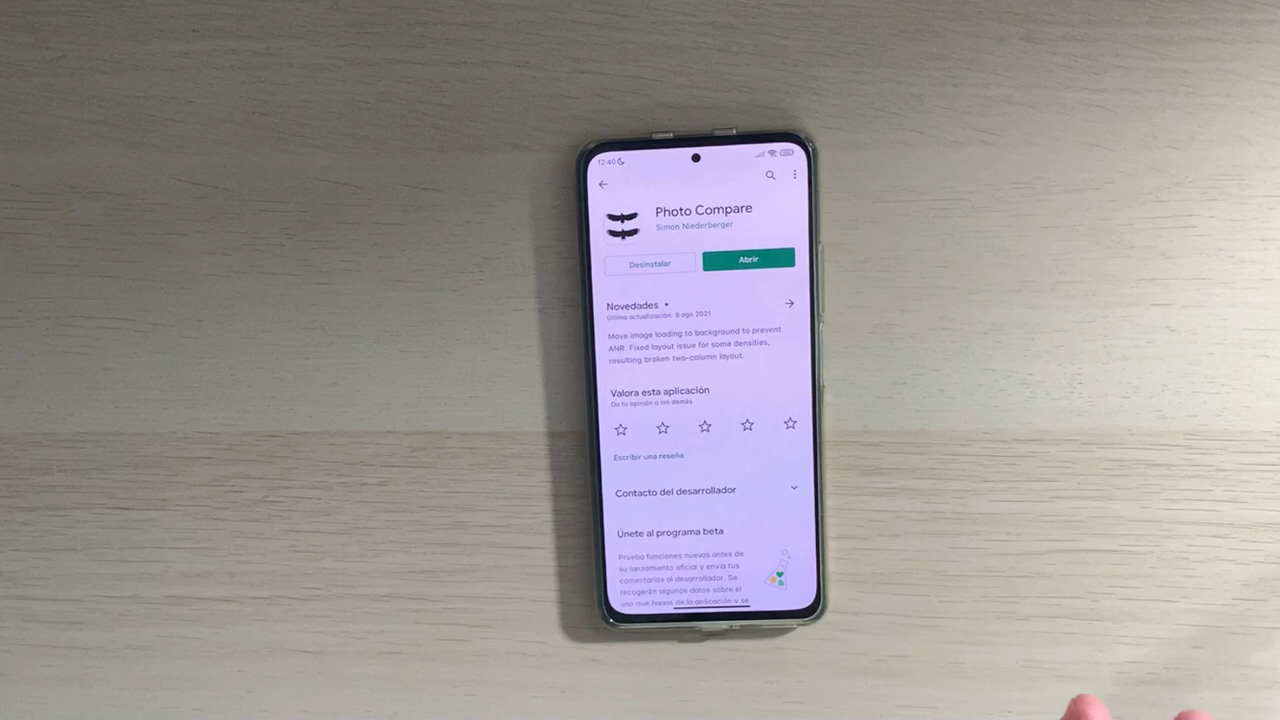 12:40
Photo Compare
Simon Niederberger
Desinstalar
Abrir
Novedades •
Última actualización: 8 ago 2021
Move image loading to background to prevent
ANR. Fixed layout issue for some densities,
resulting broken two-column layout.
Valora esta aplicación
Da tu opinión a los demás
Escribir una reseña
Contacto del desarrollador
Únete al programa beta
Prueba funciones nuevas antes de
su lanzamiento oficial y envía tus
comentarios al desarrollador. Se
recogerán algunos datos sobre el
uso que hagas de la aplicación y se